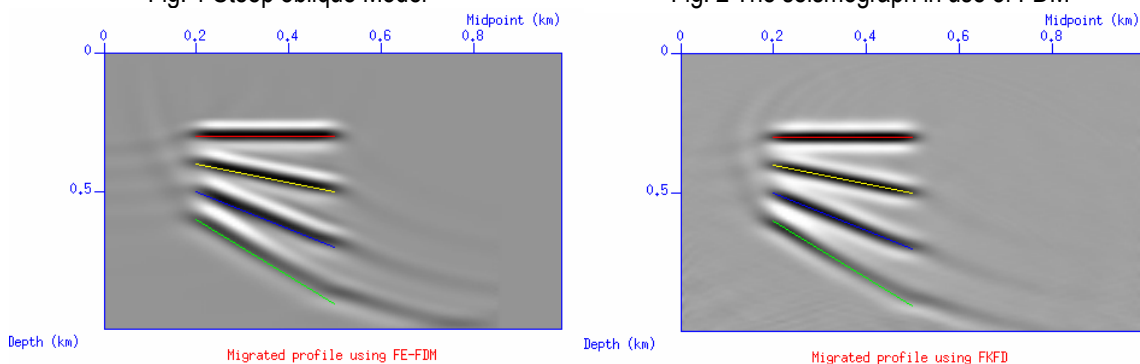 Fig. 1 Steep oblique Model
Fig. 2 The seismograph in use of FDM
Midpoint (km)
0 0.2 0.4 0.6 0.8
0
0.5
Depth (km)
Migrated profile using FE-FDM
Midpoint (km)
0 0.2 0.4 0.6 0.8
0
0.5
Depth (km)
Migrated profile using FKFD